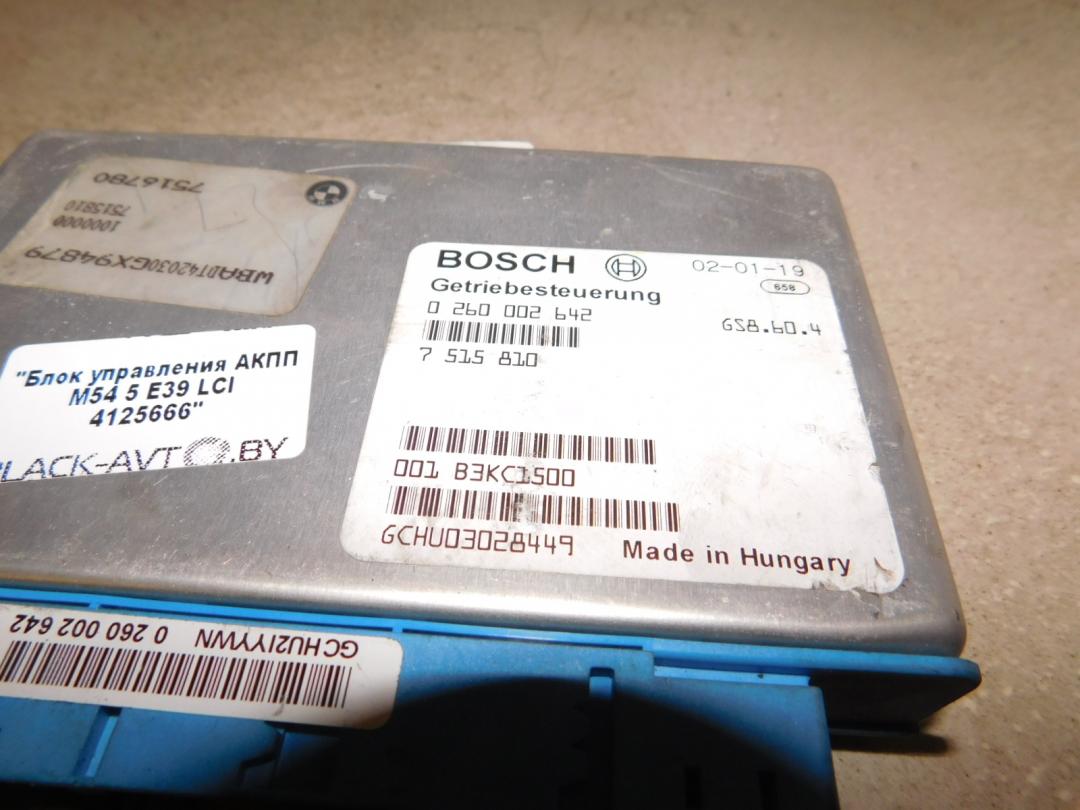 7516780
7515810
1000000
WBADT42030GX94879
"Блок управления АКПП
M54 5 E39 LCI
4125666"
LACK-AVT.BY
BOSCH
02-01-19
658
Getriebesteuerung
0 260 002 642
GS8.60.4
7 515 810
001 B3KC1500
GCHU03028449
Made in Hungary
GCHU2IYYWN 0 260 002 642